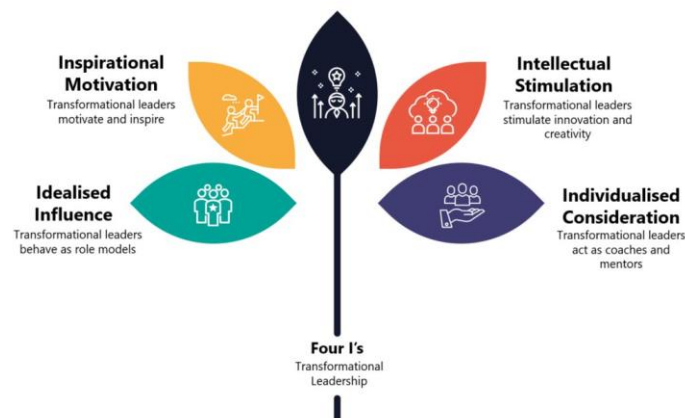 Inspirational
Motivation
Transformational leaders
motivate and inspire
Intellectual
Stimulation
Transformational leaders
stimulate innovation and
creativity
Idealised
Influence
Transformational leaders
behave as role models
Individualised
Consideration
Transformational leaders
act as coaches and
mentors
Four I's
Transformational
Leadership